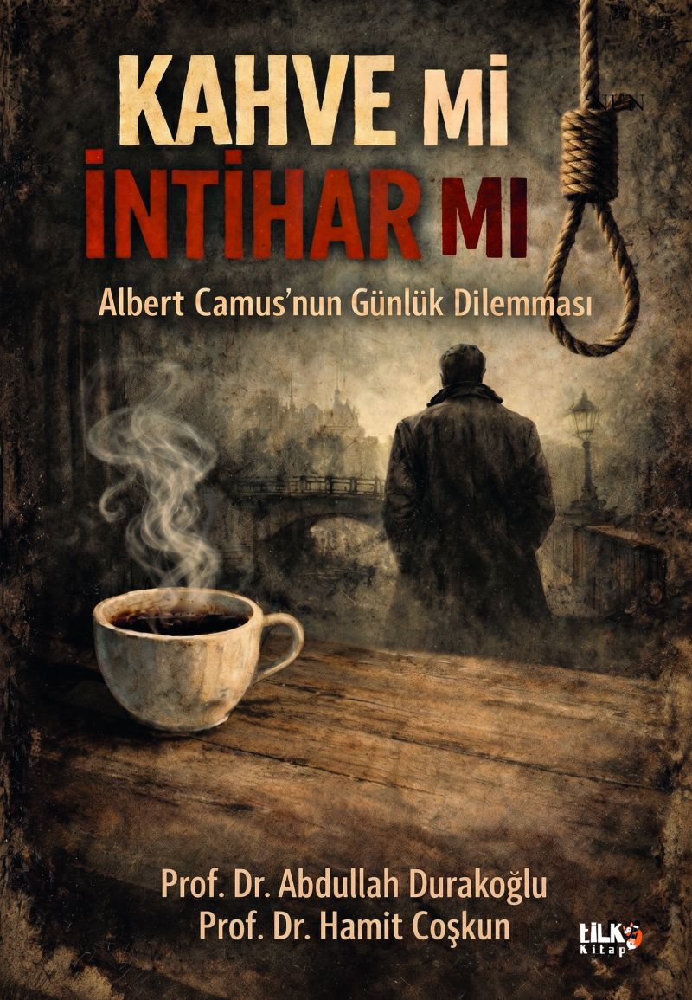 KAHVE Mİ
İNTİHAR MI
Albert Camus’nun Günlük Dilemması
Prof. Dr. Abdullah Durakoğlu
Prof. Dr. Hamit Coşkun
tiLKi
Kitap